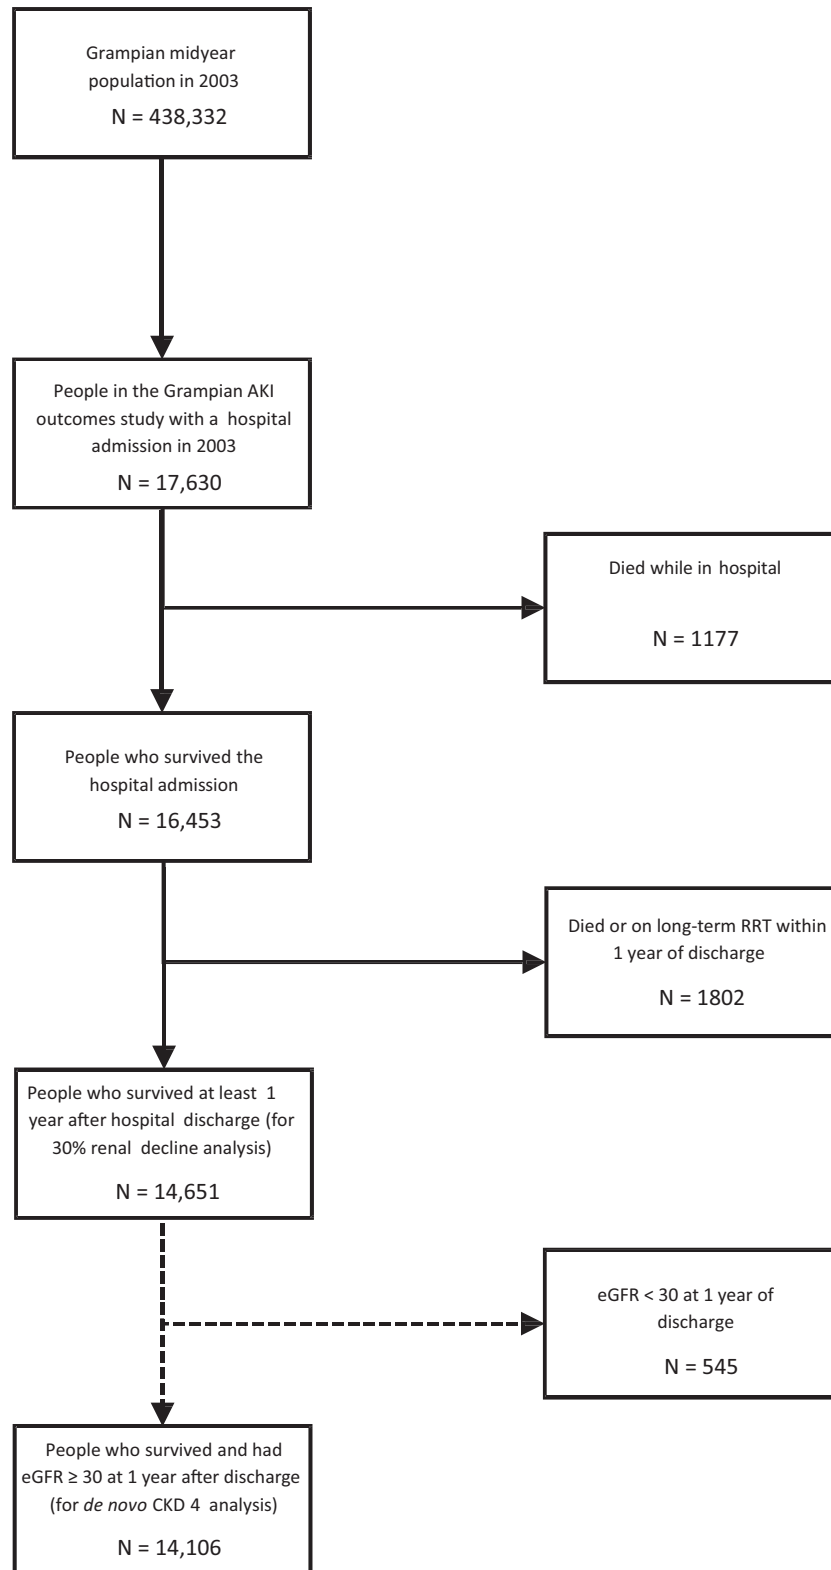 Grampian midyear
population in 2003
N = 438,332
People in the Grampian AKI
outcomes study with a hospital
admission in 2003
N = 17,630
Died while in hospital
N = 1177
People who survived the
hospital admission
N = 16,453
Died or on long-term RRT within
1 year of discharge
N = 1802
People who survived at least 1
year after hospital discharge (for
30% renal decline analysis)
N = 14,651
eGFR < 30 at 1 year of
discharge
N = 545
People who survived and had
eGFR ≥ 30 at 1 year after discharge
(for de novo CKD 4 analysis)
N = 14,106